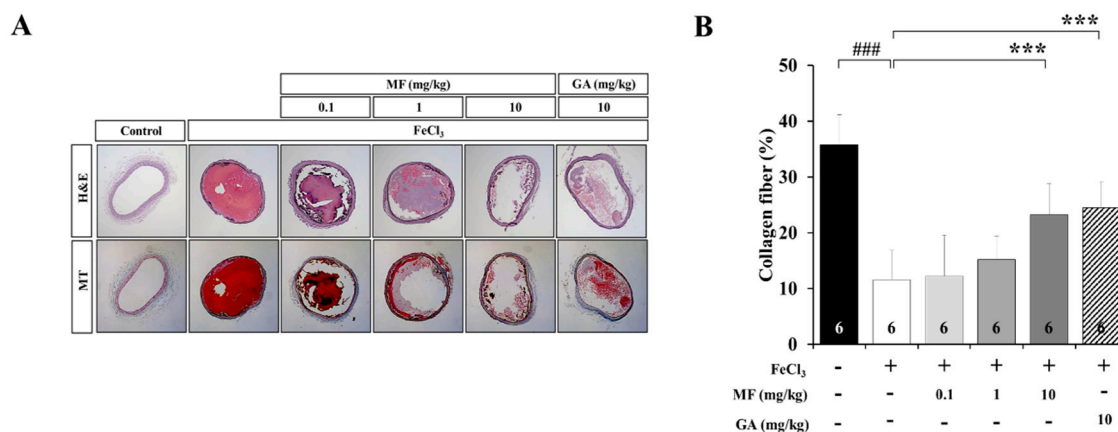 A
MF (mg/kg) GA (mg/kg)
0.1 1 10 10
Control FeCl₃
H&E
MT
B
***
### ***
Collagen fiber (%)
50
40
30
20
10
0
6 6 6 6 6 6
FeCl₃ - + + + + +
MF (mg/kg) - - 0.1 1 10 -
GA (mg/kg) - - - - - 10